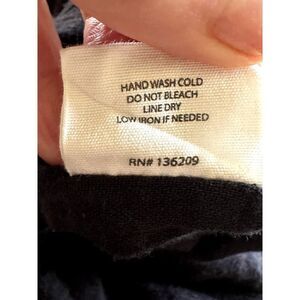 HAND WASH COLD
DO NOT BLEACH
LINE DRY
LOW IRON IF NEEDED
RN# 136209